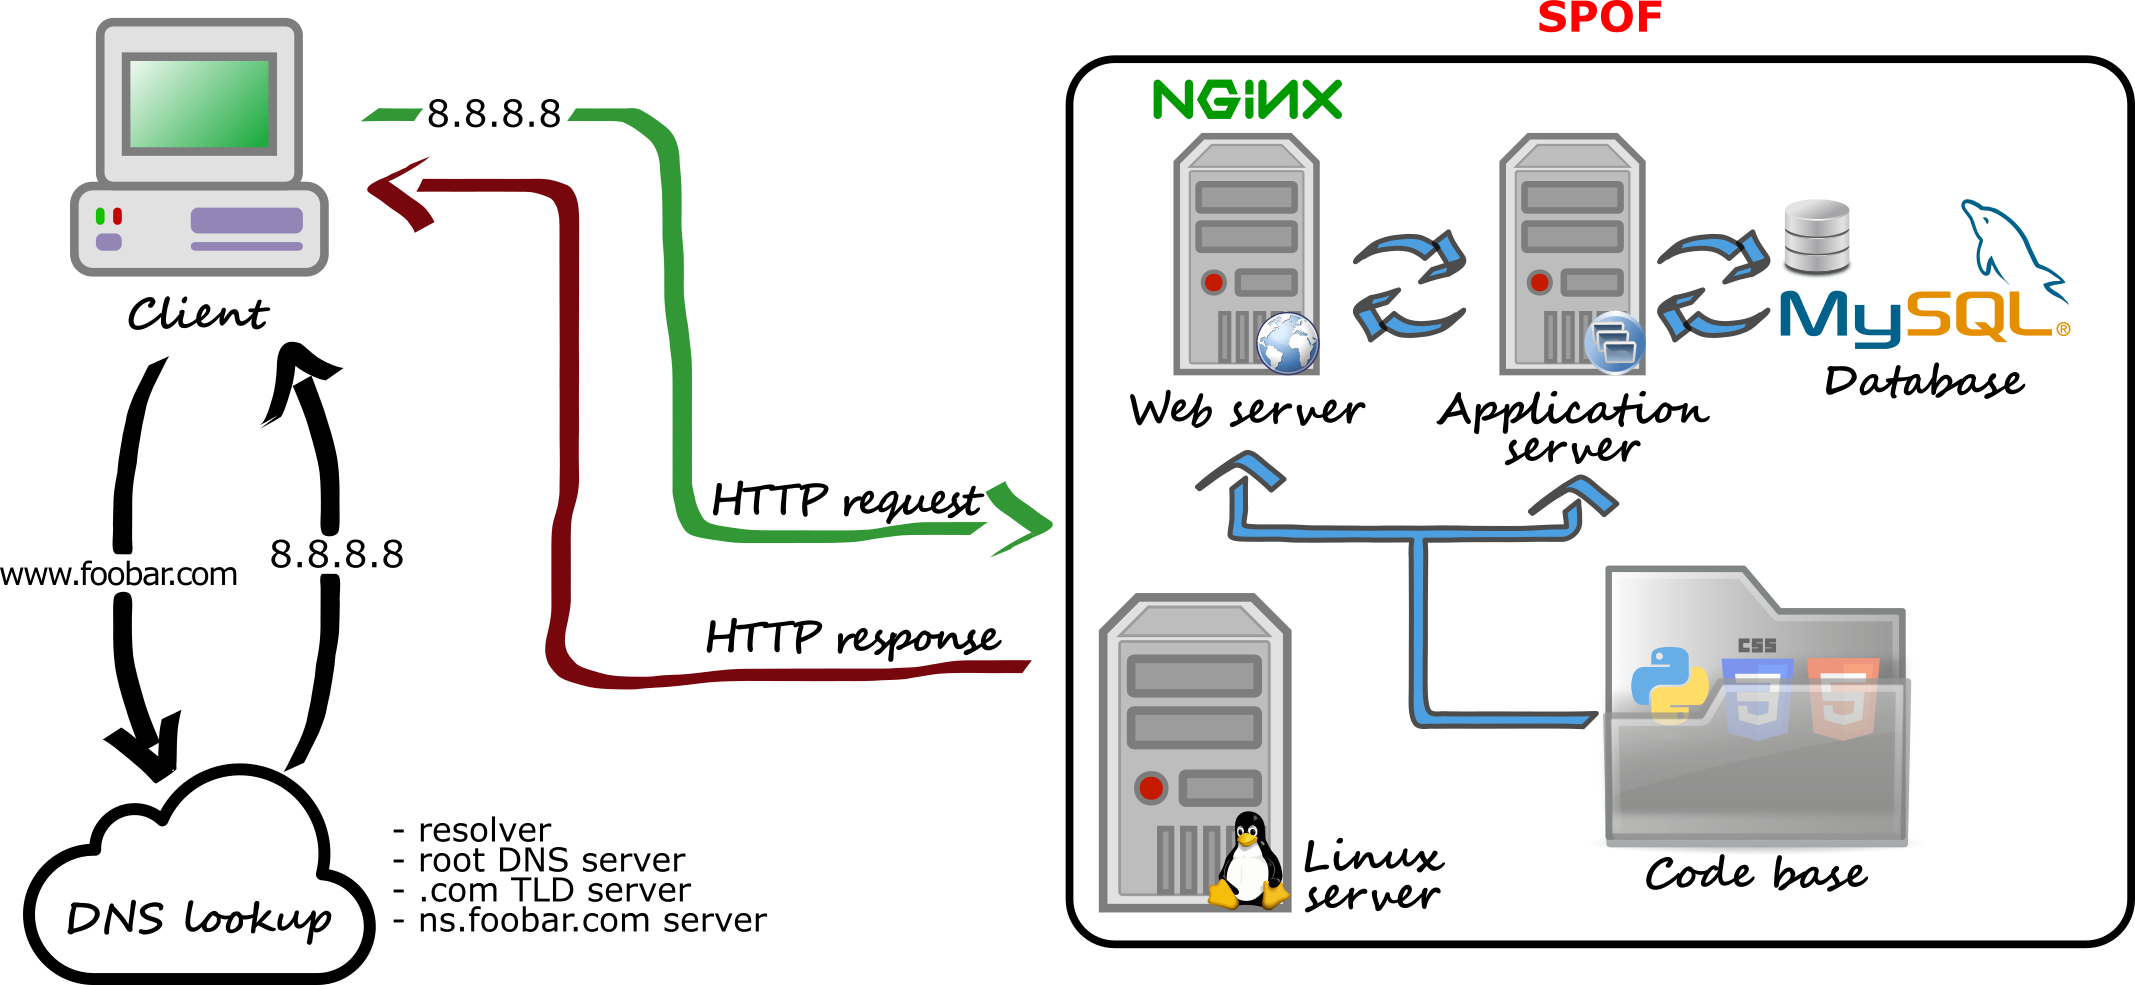 SPOF
NGINX
8.8.8.8
Client
MySQL®
Database
Web server
Application
server
HTTP request
www.foobar.com
8.8.8.8
HTTP response
CSS
3
5
Linux
server
Code base
DNS lookup
- resolver
- root DNS server
- .com TLD server
- ns.foobar.com server